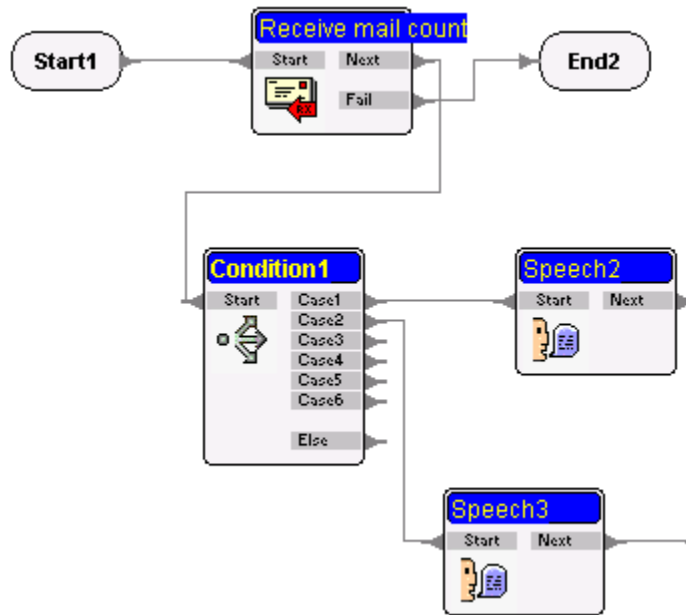 Receive mail count
Start1
Start Next
End2
Fail
RX
Condition1
Speech2
Start Case1
Start Next
Case2
Case3
Case4
Case5
Case6
Else
Speech3
Start Next